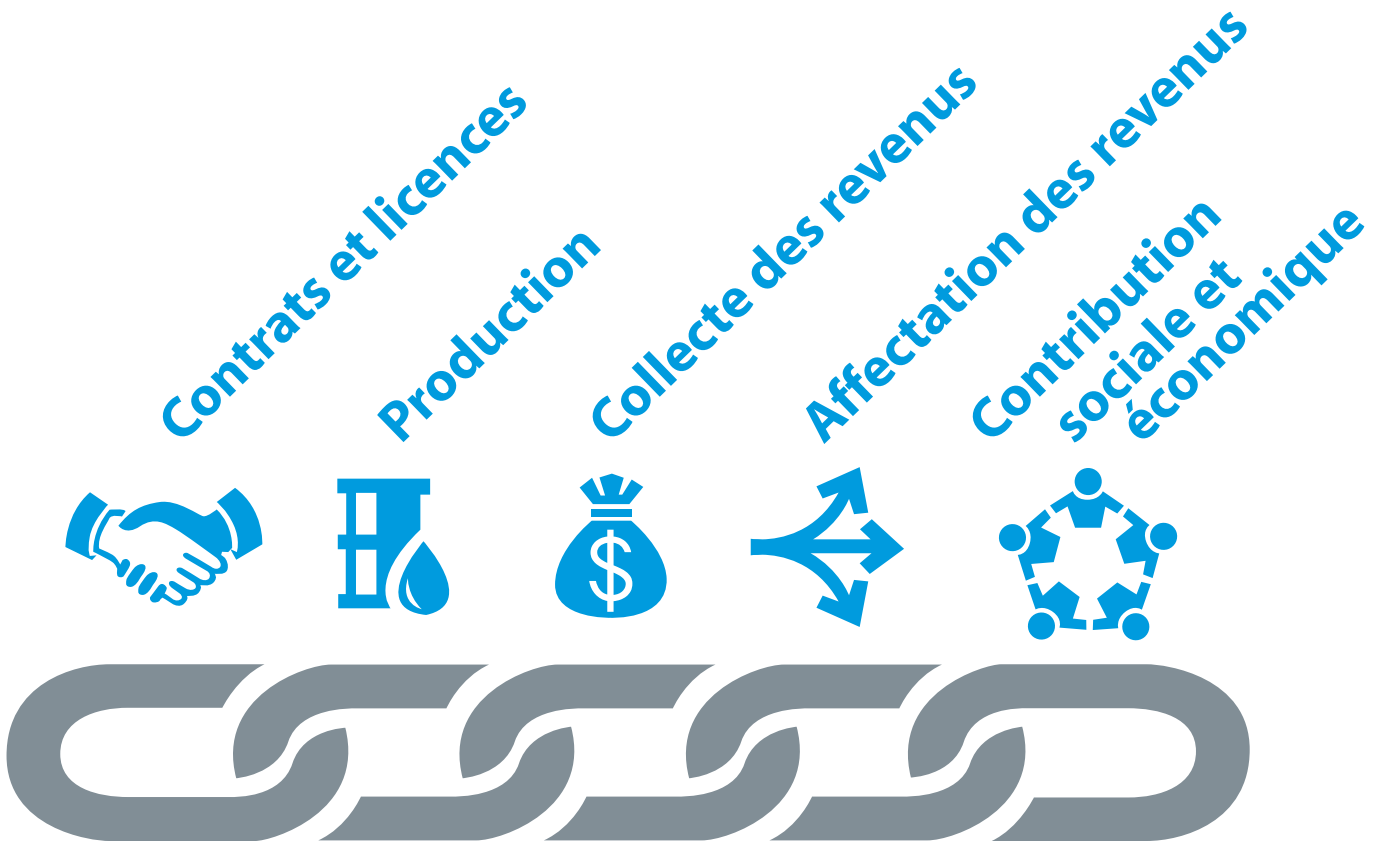 Contrats et licences
Production
Collecte des revenus
Affectation des revenus
Contribution
sociale et
économique
$